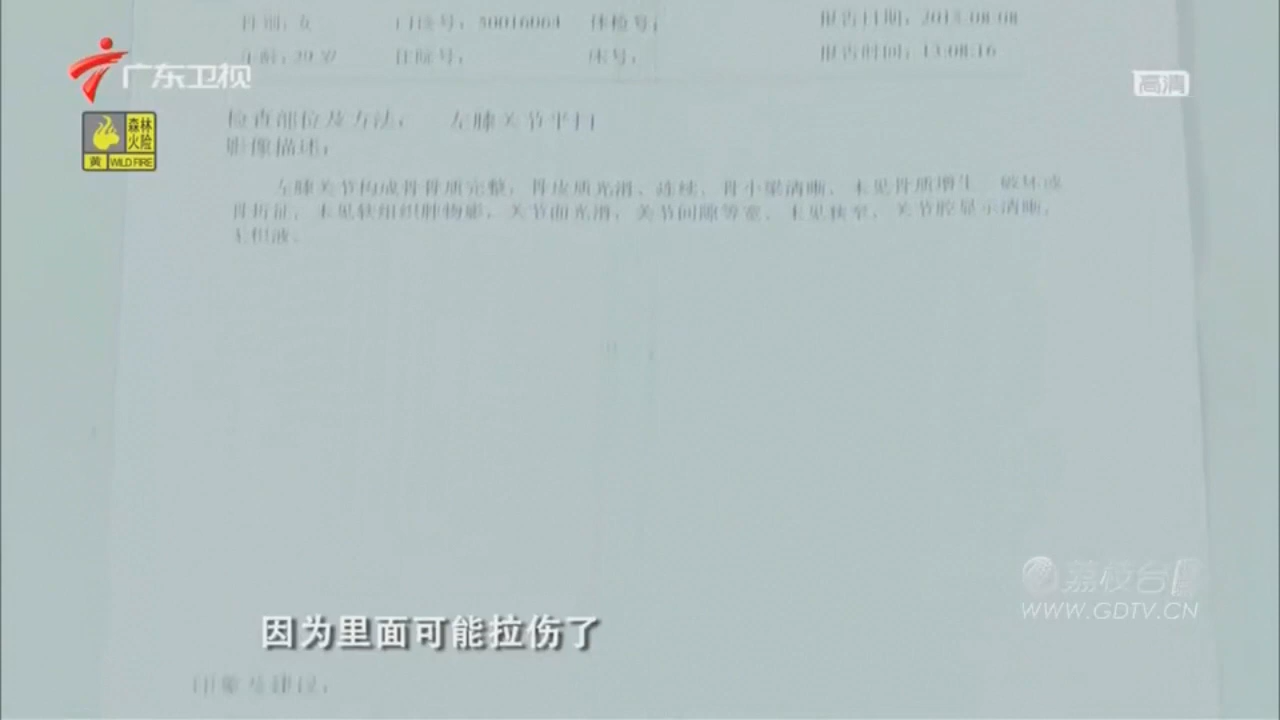 性别：女 门诊号：50016064 体检号：
报告日期：2013-08-08
年龄：39 岁 住院号： 床号：
报告时间：13:08:16
广东卫视
高清
森林火险
黄 WILD FIRE
检查部位及方法： 左膝关节平扫
影像描述：
左膝关节构成骨骨质完整，骨皮质光滑、连续，骨小梁清晰，未见骨质增生、破坏或
骨折征，未见软组织肿物影，关节面光滑，关节间隙等宽，未见狭窄，关节腔显示清晰，
无积液。
荔枝台
WWW.GDTV.CN
因为里面可能拉伤了
印象及建议：